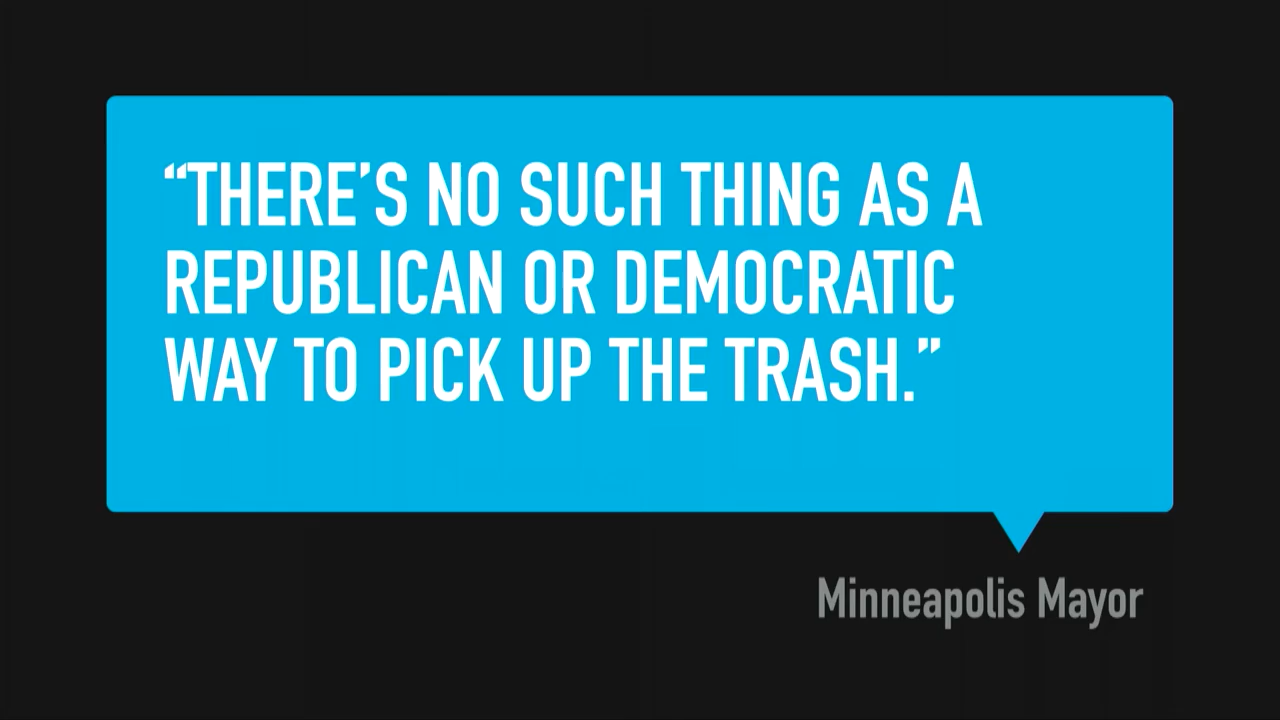 “THERE’S NO SUCH THING AS A
REPUBLICAN OR DEMOCRATIC
WAY TO PICK UP THE TRASH.”
Minneapolis Mayor